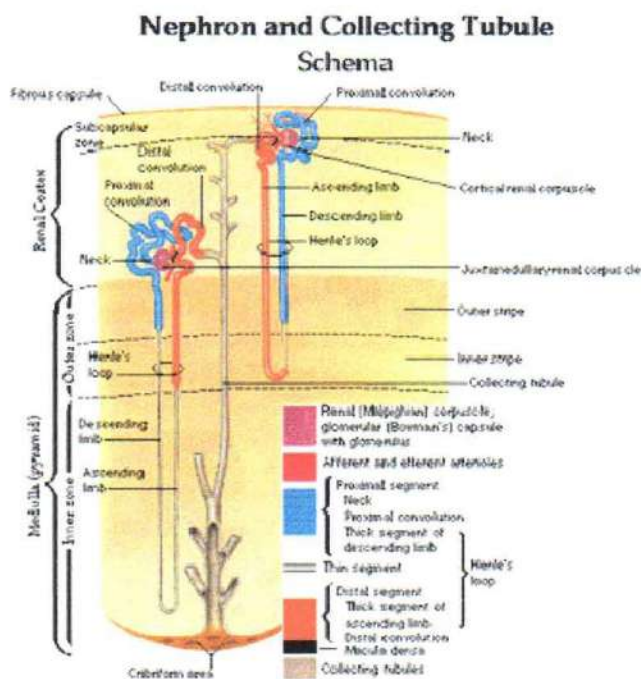 Nephron and Collecting Tubule
Schema
Distal convolution
Proximal convolution
Fibrous capsule
Subcapsular
zone
Neck
Distal
convolution
Cortical renal corpuscle
Ascending limb
Proximal
convolution
Descending limb
Renal Cortex
Henle's loop
Neck
Juxtamedullary renal corpuscle
Outer stripe
Outer zone
Inner stripe
Henle's
loop
Collecting tubule
Medulla (pyramid)
Inner zone
Descending
limb
Ascending
limb
Cribriform area
Renal (Malpighian) corpuscle;
glomerular (Bowman's) capsule
with glomerulus
Afferent and efferent arterioles
Proximal segment
Neck
Proximal convolution
Thick segment of
descending limb
Thin segment
Henle's
loop
Distal segment
Thick segment of
ascending limb
Distal convolution
Macula densa
Collecting tubules